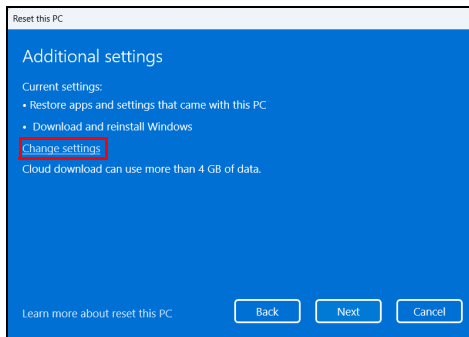 Reset this PC
Additional settings
Current settings:
• Restore apps and settings that came with this PC
• Download and reinstall Windows
Change settings
Cloud download can use more than 4 GB of data.
Learn more about reset this PC
Back
Next
Cancel